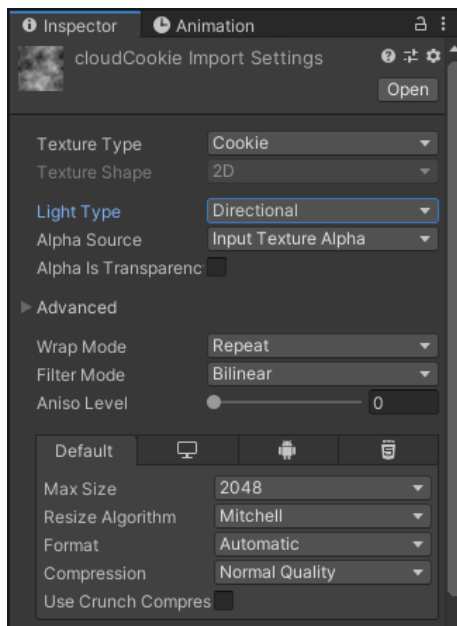 Inspector Animation
cloudCookie Import Settings
Open
Texture Type Cookie
Texture Shape 2D
Light Type Directional
Alpha Source Input Texture Alpha
Alpha Is Transparenc
Advanced
Wrap Mode Repeat
Filter Mode Bilinear
Aniso Level 0
Default
Max Size 2048
Resize Algorithm Mitchell
Format Automatic
Compression Normal Quality
Use Crunch Compres